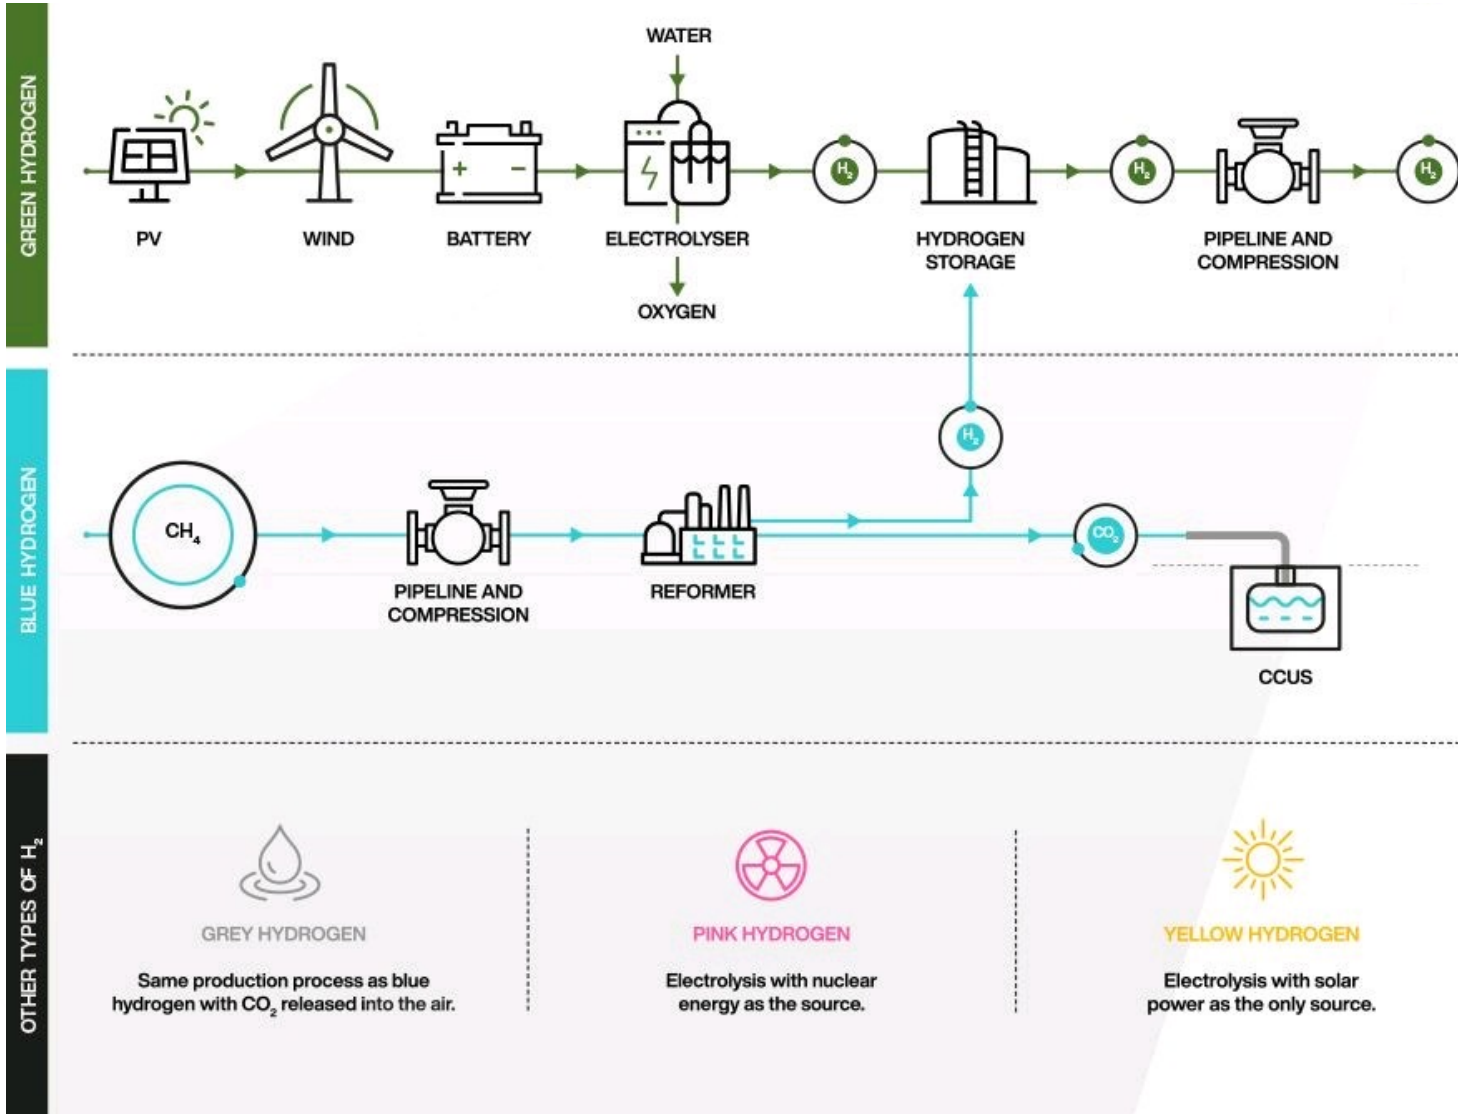 GREEN HYDROGEN
WATER
PV
WIND
BATTERY
+ −
ELECTROLYSER
OXYGEN
H₂
HYDROGEN
STORAGE
H₂
PIPELINE AND
COMPRESSION
H₂
BLUE HYDROGEN
CH₄
PIPELINE AND
COMPRESSION
REFORMER
H₂
CO₂
CCUS
OTHER TYPES OF H₂
GREY HYDROGEN
Same production process as blue
hydrogen with CO₂ released into the air.
PINK HYDROGEN
Electrolysis with nuclear
energy as the source.
YELLOW HYDROGEN
Electrolysis with solar
power as the only source.